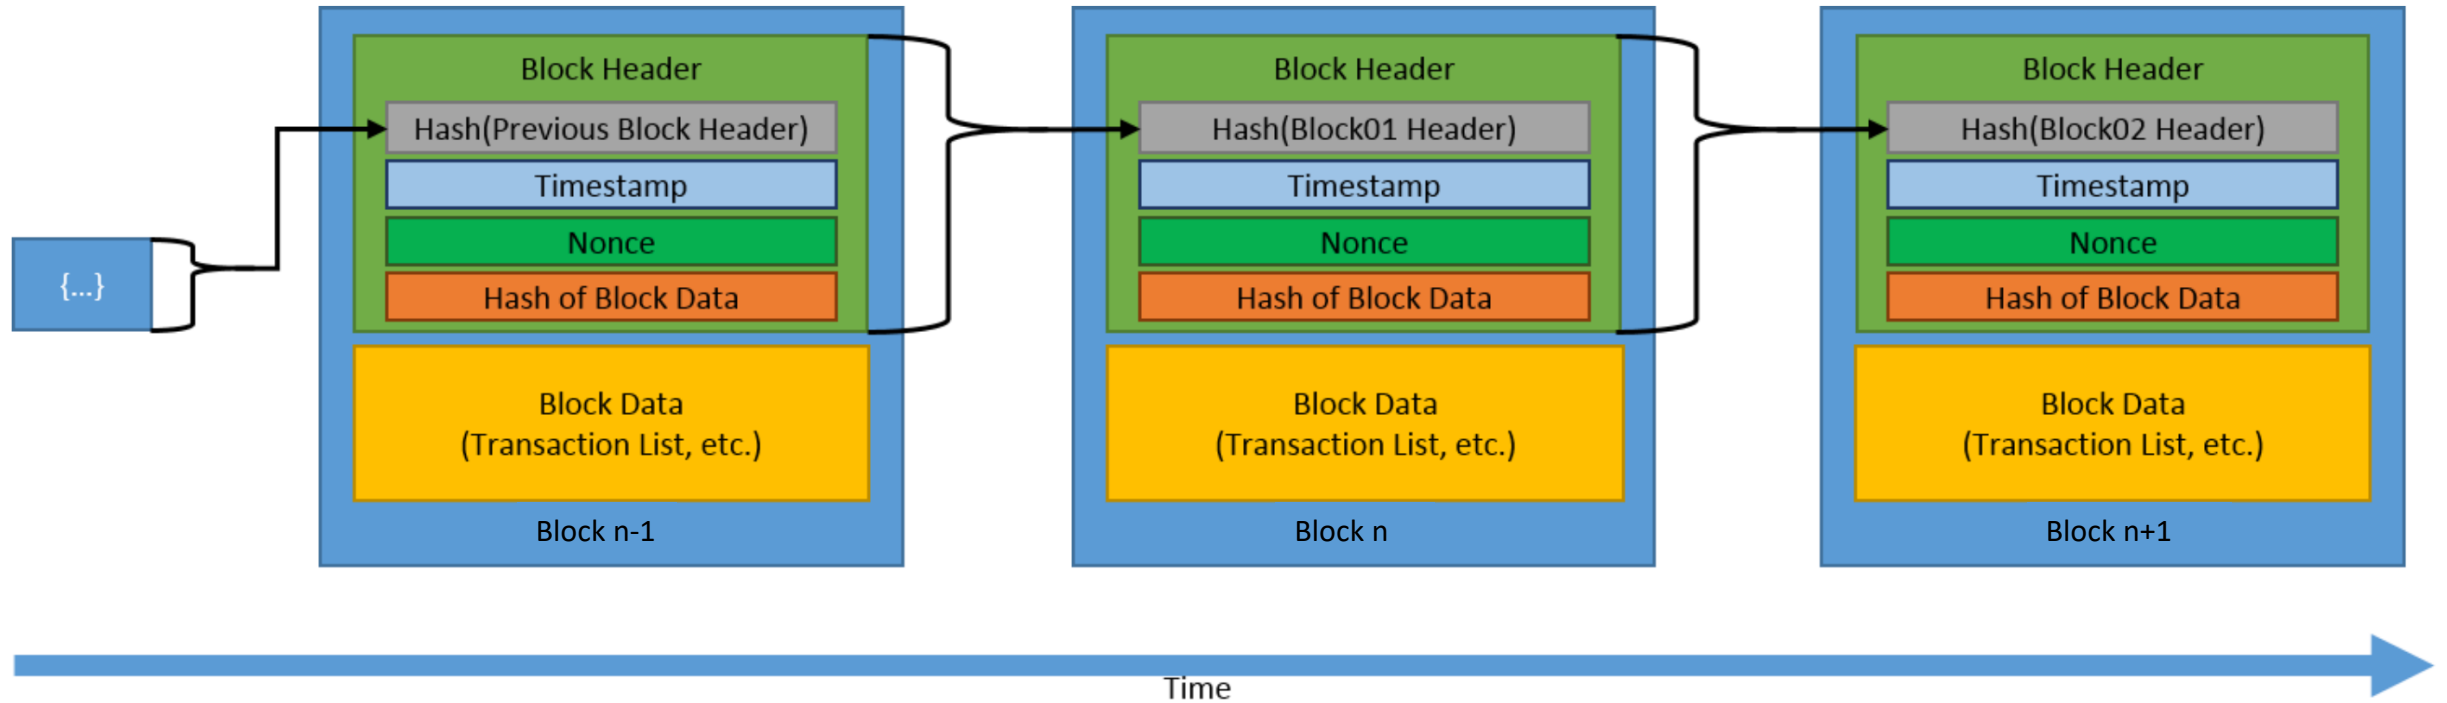 {...}
Block Header
Hash(Previous Block Header)
Timestamp
Nonce
Hash of Block Data
Block Data
(Transaction List, etc.)
Block n-1
Block Header
Hash(Block01 Header)
Timestamp
Nonce
Hash of Block Data
Block Data
(Transaction List, etc.)
Block n
Block Header
Hash(Block02 Header)
Timestamp
Nonce
Hash of Block Data
Block Data
(Transaction List, etc.)
Block n+1
Time